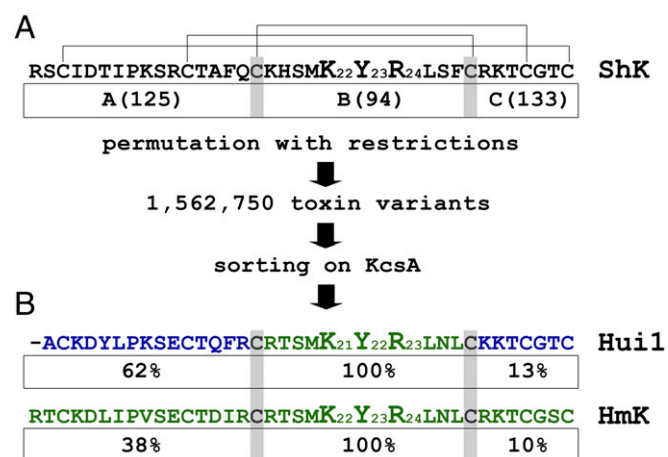 A
RSCIDTIPKSRCTAFQCKHSMK22Y23R24LSFCRKTCGTC ShK
A(125) B(94) C(133)
permutation with restrictions
1,562,750 toxin variants
sorting on KcsA
B
-ACKDYLPKSECTQFRCRTSMK21Y22R23LNLCKKTCGTC Hui1
62% 100% 13%
RTCKDLIPVSECTDIRCRTSMK22Y23R24LNLCRKTCGSC HmK
38% 100% 10%